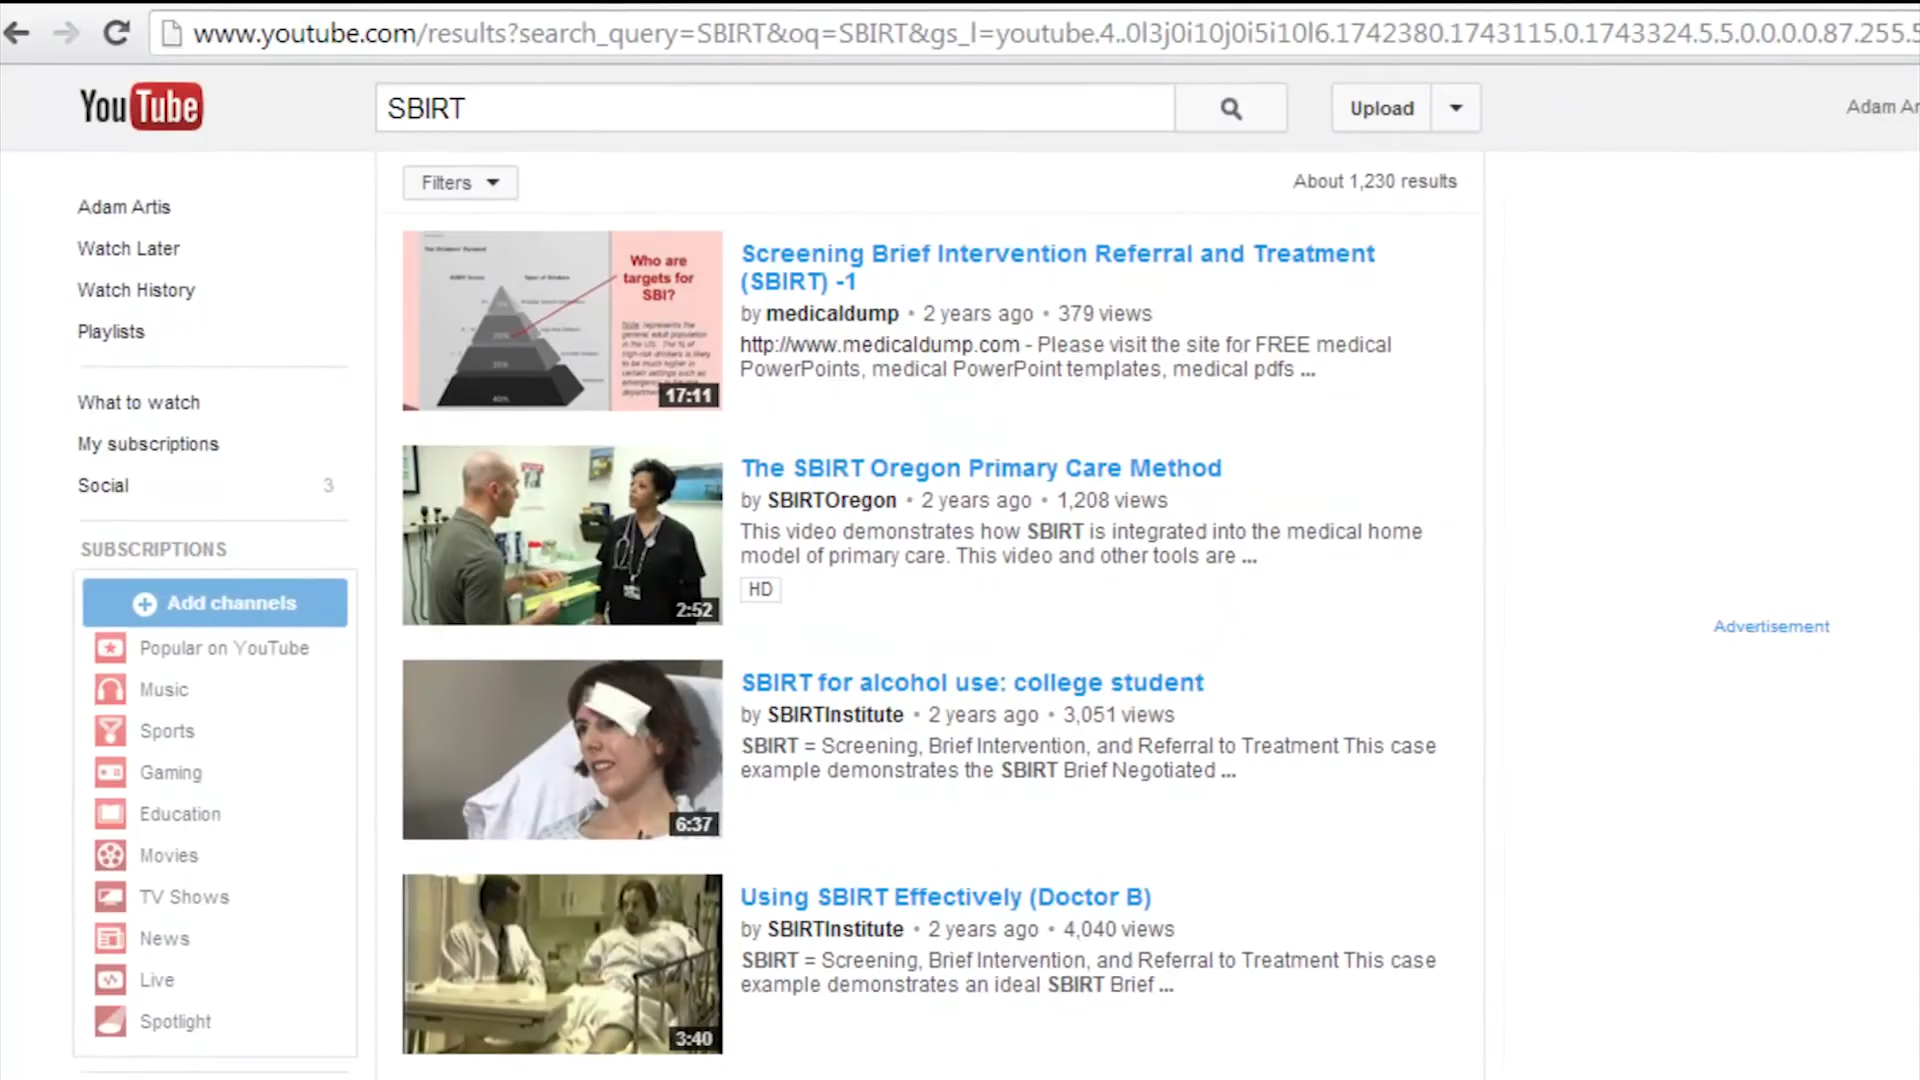 www.youtube.com/results?search_query=SBIRT&oq=SBIRT&gs_l=youtube.4..0l3j0i10j0i5i10l6.1742380.1743115.0.1743324.5.5.0.0.0.0.87.255.5
YouTube
SBIRT
Upload
Adam Ar
Filters
About 1,230 results
Adam Artis
Watch Later
Watch History
Playlists
What to watch
My subscriptions
Social 3
SUBSCRIPTIONS
Add channels
Popular on YouTube
Music
Sports
Gaming
Education
Movies
TV Shows
News
Live
Spotlight
Who are
targets for
SBI?
17:11
Screening Brief Intervention Referral and Treatment
(SBIRT) -1
by medicaldump • 2 years ago • 379 views
http://www.medicaldump.com - Please visit the site for FREE medical
PowerPoints, medical PowerPoint templates, medical pdfs ...
2:52
The SBIRT Oregon Primary Care Method
by SBIRTOregon • 2 years ago • 1,208 views
This video demonstrates how SBIRT is integrated into the medical home
model of primary care. This video and other tools are ...
HD
6:37
SBIRT for alcohol use: college student
by SBIRTInstitute • 2 years ago • 3,051 views
SBIRT = Screening, Brief Intervention, and Referral to Treatment This case
example demonstrates the SBIRT Brief Negotiated ...
3:40
Using SBIRT Effectively (Doctor B)
by SBIRTInstitute • 2 years ago • 4,040 views
SBIRT = Screening, Brief Intervention, and Referral to Treatment This case
example demonstrates an ideal SBIRT Brief ...
Advertisement